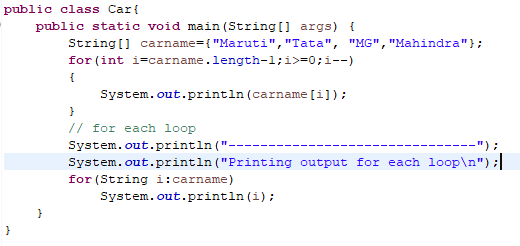 public class Car{
    public static void main(String[] args) {
        String[] carname={"Maruti","Tata", "MG","Mahindra"};
        for(int i=carname.length-1;i>=0;i--)
        {
            System.out.println(carname[i]);
        }
        // for each loop
        System.out.println("-------------------------------");
        System.out.println("Printing output for each loop\n");
        for(String i:carname)
            System.out.println(i);
    }
}